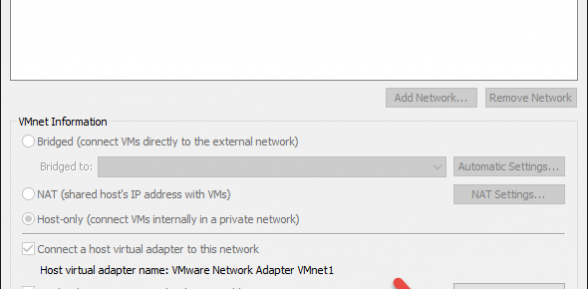 Add Network... Remove Network
VMnet Information
Bridged (connect VMs directly to the external network)
Bridged to: Automatic Settings...
NAT (shared host's IP address with VMs) NAT Settings...
Host-only (connect VMs internally in a private network)
Connect a host virtual adapter to this network
Host virtual adapter name: VMware Network Adapter VMnet1